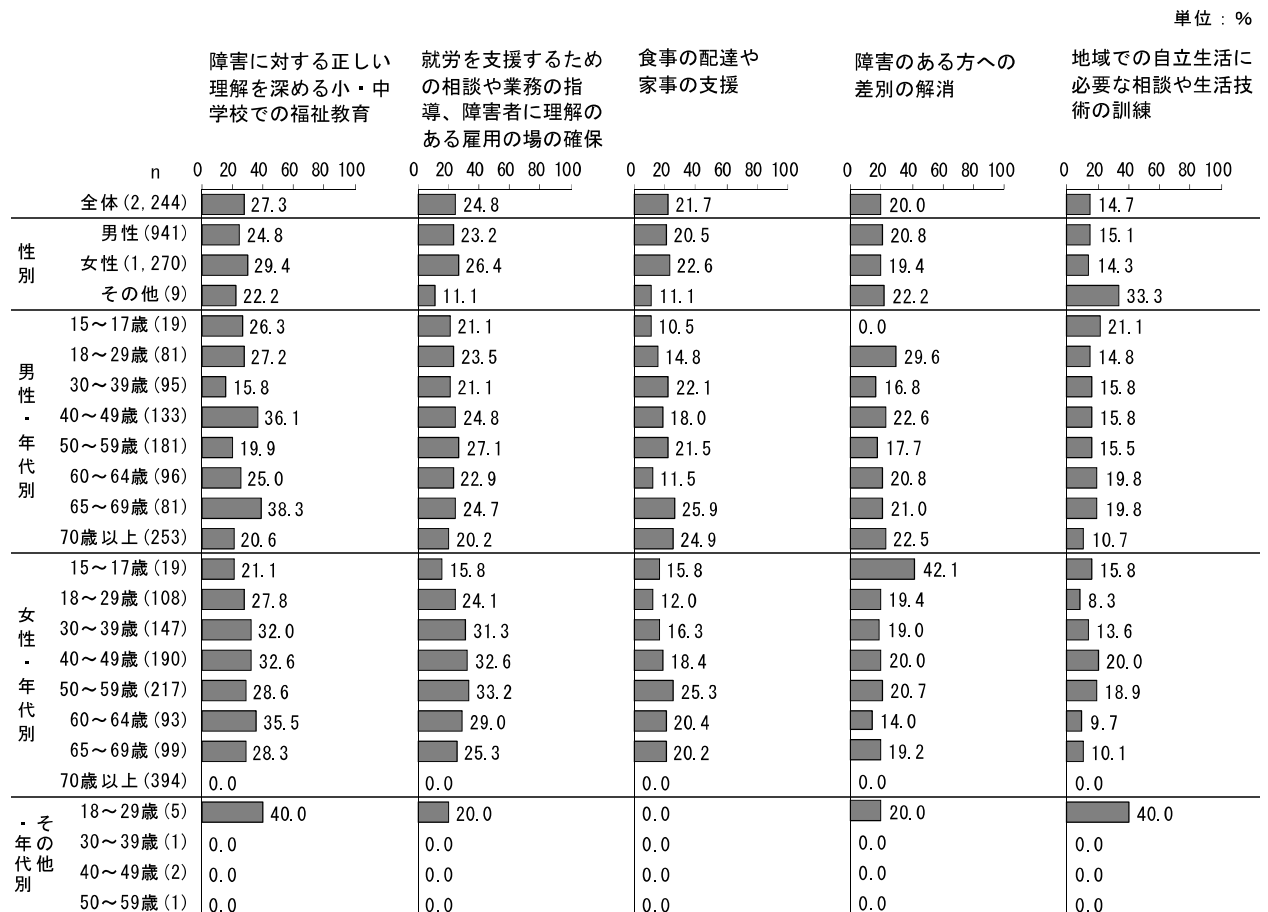 単位：％
障害に対する正しい
理解を深める小・中
学校での福祉教育
就労を支援するため
の相談や業務の指
導、障害者に理解の
ある雇用の場の確保
食事の配達や
家事の支援
障害のある方への
差別の解消
地域での自立生活に
必要な相談や生活技
術の訓練
n 0 20 40 60 80 100 0 20 40 60 80 100 0 20 40 60 80 100 0 20 40 60 80 100 0 20 40 60 80 100
全体(2,244) 27.3 24.8 21.7 20.0 14.7
性別
男性(941) 24.8 23.2 20.5 20.8 15.1
女性(1,270) 29.4 26.4 22.6 19.4 14.3
その他(9) 22.2 11.1 11.1 22.2 33.3
男性・年代別
15～17歳(19) 26.3 21.1 10.5 0.0 21.1
18～29歳(81) 27.2 23.5 14.8 29.6 14.8
30～39歳(95) 15.8 21.1 22.1 16.8 15.8
40～49歳(133) 36.1 24.8 18.0 22.6 15.8
50～59歳(181) 19.9 27.1 21.5 17.7 15.5
60～64歳(96) 25.0 22.9 11.5 20.8 19.8
65～69歳(81) 38.3 24.7 25.9 21.0 19.8
70歳以上(253) 20.6 20.2 24.9 22.5 10.7
女性・年代別
15～17歳(19) 21.1 15.8 15.8 42.1 15.8
18～29歳(108) 27.8 24.1 12.0 19.4 8.3
30～39歳(147) 32.0 31.3 16.3 19.0 13.6
40～49歳(190) 32.6 32.6 18.4 20.0 20.0
50～59歳(217) 28.6 33.2 25.3 20.7 18.9
60～64歳(93) 35.5 29.0 20.4 14.0 9.7
65～69歳(99) 28.3 25.3 20.2 19.2 10.1
70歳以上(394) 0.0 0.0 0.0 0.0 0.0
その他・年代別
18～29歳(5) 40.0 20.0 0.0 20.0 40.0
30～39歳(1) 0.0 0.0 0.0 0.0 0.0
40～49歳(2) 0.0 0.0 0.0 0.0 0.0
50～59歳(1) 0.0 0.0 0.0 0.0 0.0